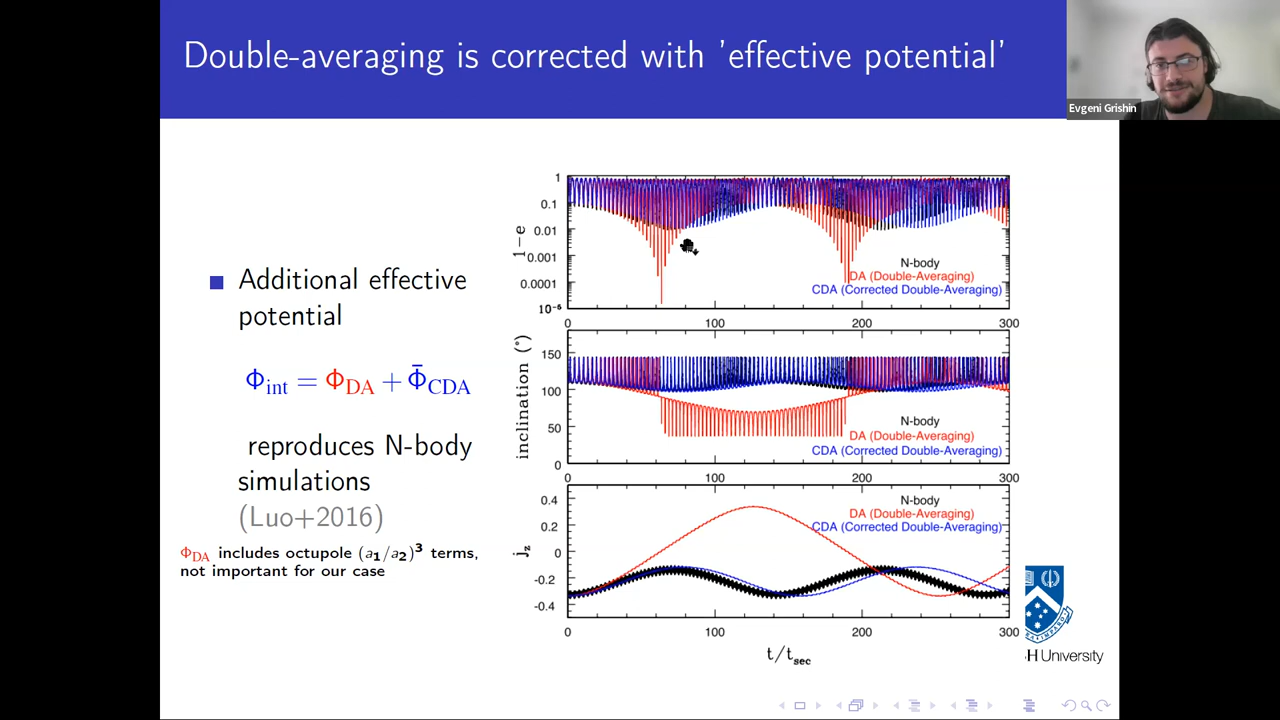 Double-averaging is corrected with 'effective potential'
Evgeni Grishin
Additional effective
potential
Φint = ΦDA + Φ̄CDA
reproduces N-body
simulations
(Luo+2016)
ΦDA includes octupole (a1/a2)³ terms,
not important for our case
1
0.1
0.01
0.001
0.0001
10-5
1−e
N-body
DA (Double-Averaging)
CDA (Corrected Double-Averaging)
0 100 200 300
150
100
50
0
inclination (°)
N-body
DA (Double-Averaging)
CDA (Corrected Double-Averaging)
0 100 200 300
0.4
0.2
0
-0.2
-0.4
jz
N-body
DA (Double-Averaging)
CDA (Corrected Double-Averaging)
0 100 200 300
t/tsec
H University